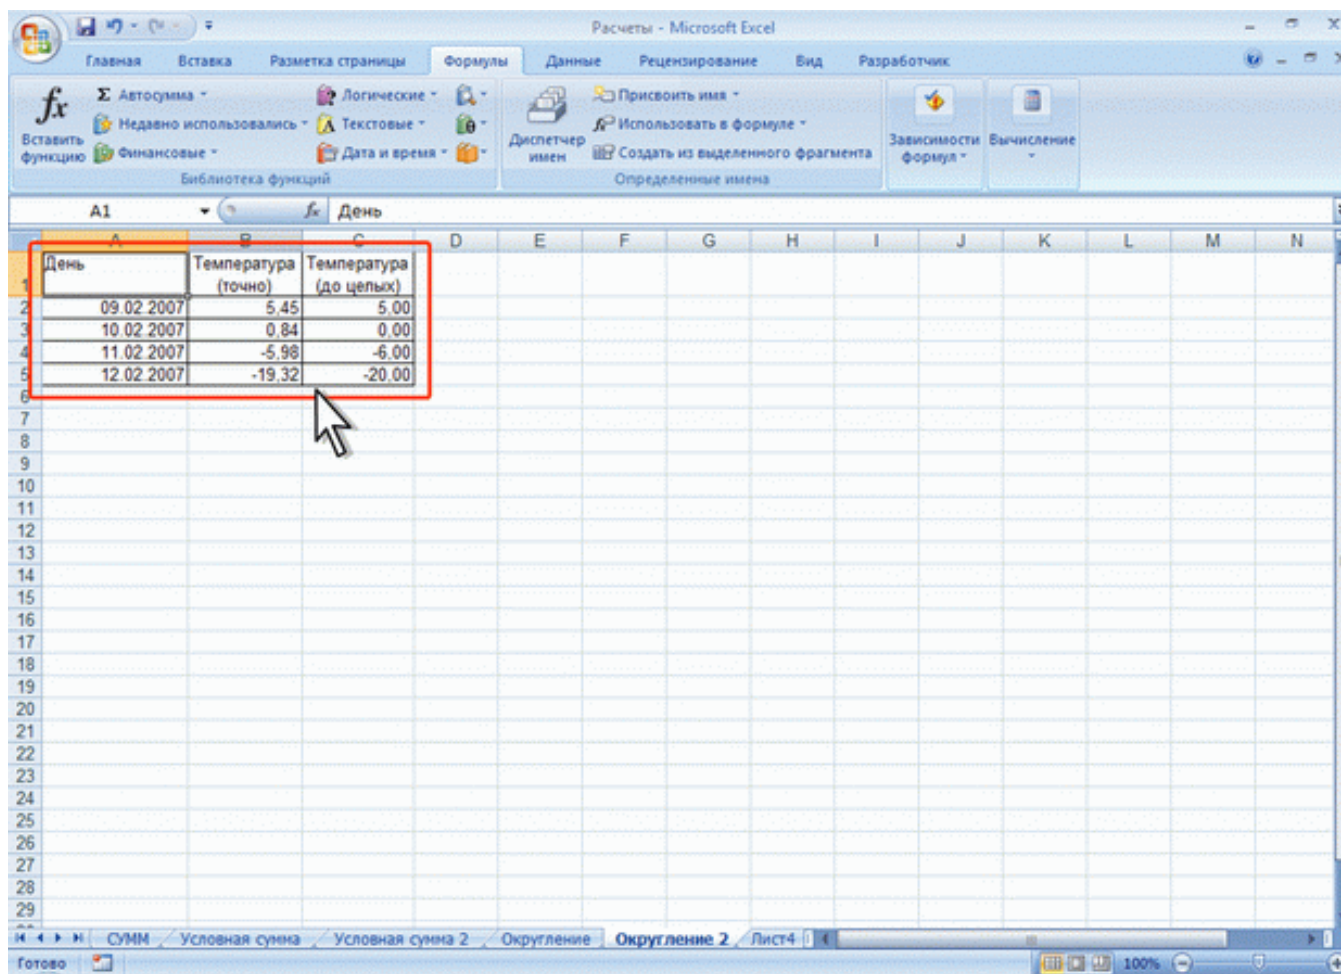 Расчеты - Microsoft Excel
Главная Вставка Разметка страницы Формулы Данные Рецензирование Вид Разработчик
fx Σ Автосумма Логические Присвоить имя
Недавно использовались Текстовые Использовать в формуле
Вставить функцию Финансовые Дата и время Диспетчер имен Создать из выделенного фрагмента Зависимости формул Вычисление
Библиотека функций Определенные имена
A1 fx День
A B C D E F G H I J K L M N
День Температура Температура
1 (точно) (до целых)
2 09.02.2007 5,45 5,00
3 10.02.2007 0,84 0,00
4 11.02.2007 -5,98 -6,00
5 12.02.2007 -19,32 -20,00
6
7
8
9
10
11
12
13
14
15
16
17
18
19
20
21
22
23
24
25
26
27
28
29
СУММ Условная сумма Условная сумма 2 Округление Округление 2 Лист4
Готово 100%